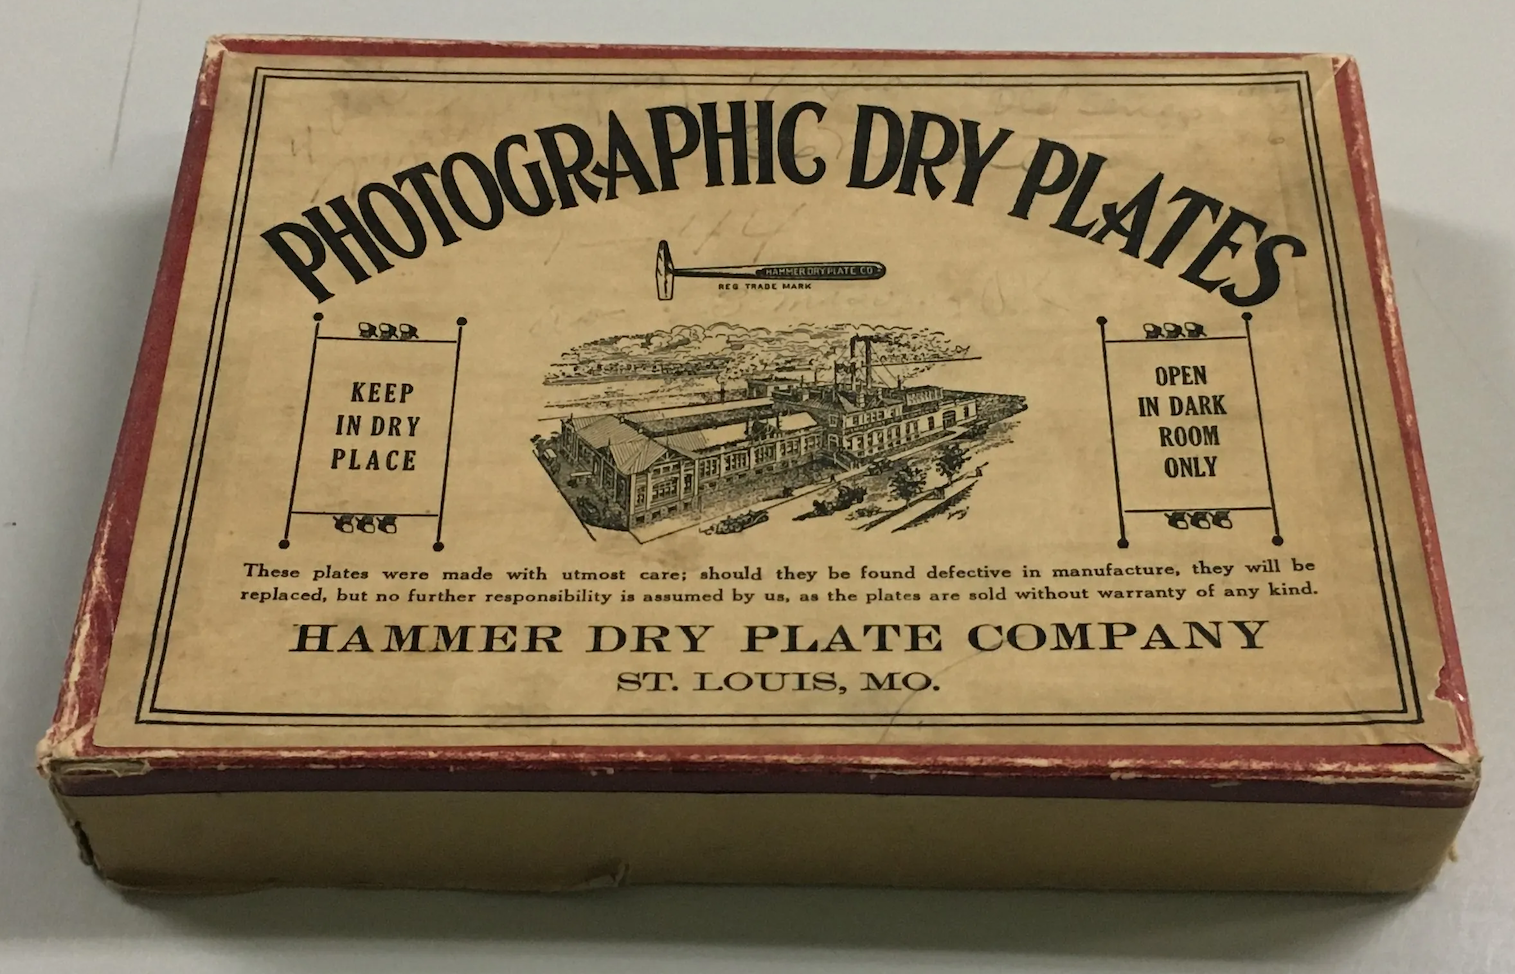 PHOTOGRAPHIC DRY PLATES
HAMMER DRY PLATE CO
REG TRADE MARK
KEEP
IN DRY
PLACE
OPEN
IN DARK
ROOM
ONLY
These plates were made with utmost care; should they be found defective in manufacture, they will be
replaced, but no further responsibility is assumed by us, as the plates are sold without warranty of any kind.
HAMMER DRY PLATE COMPANY
ST. LOUIS, MO.